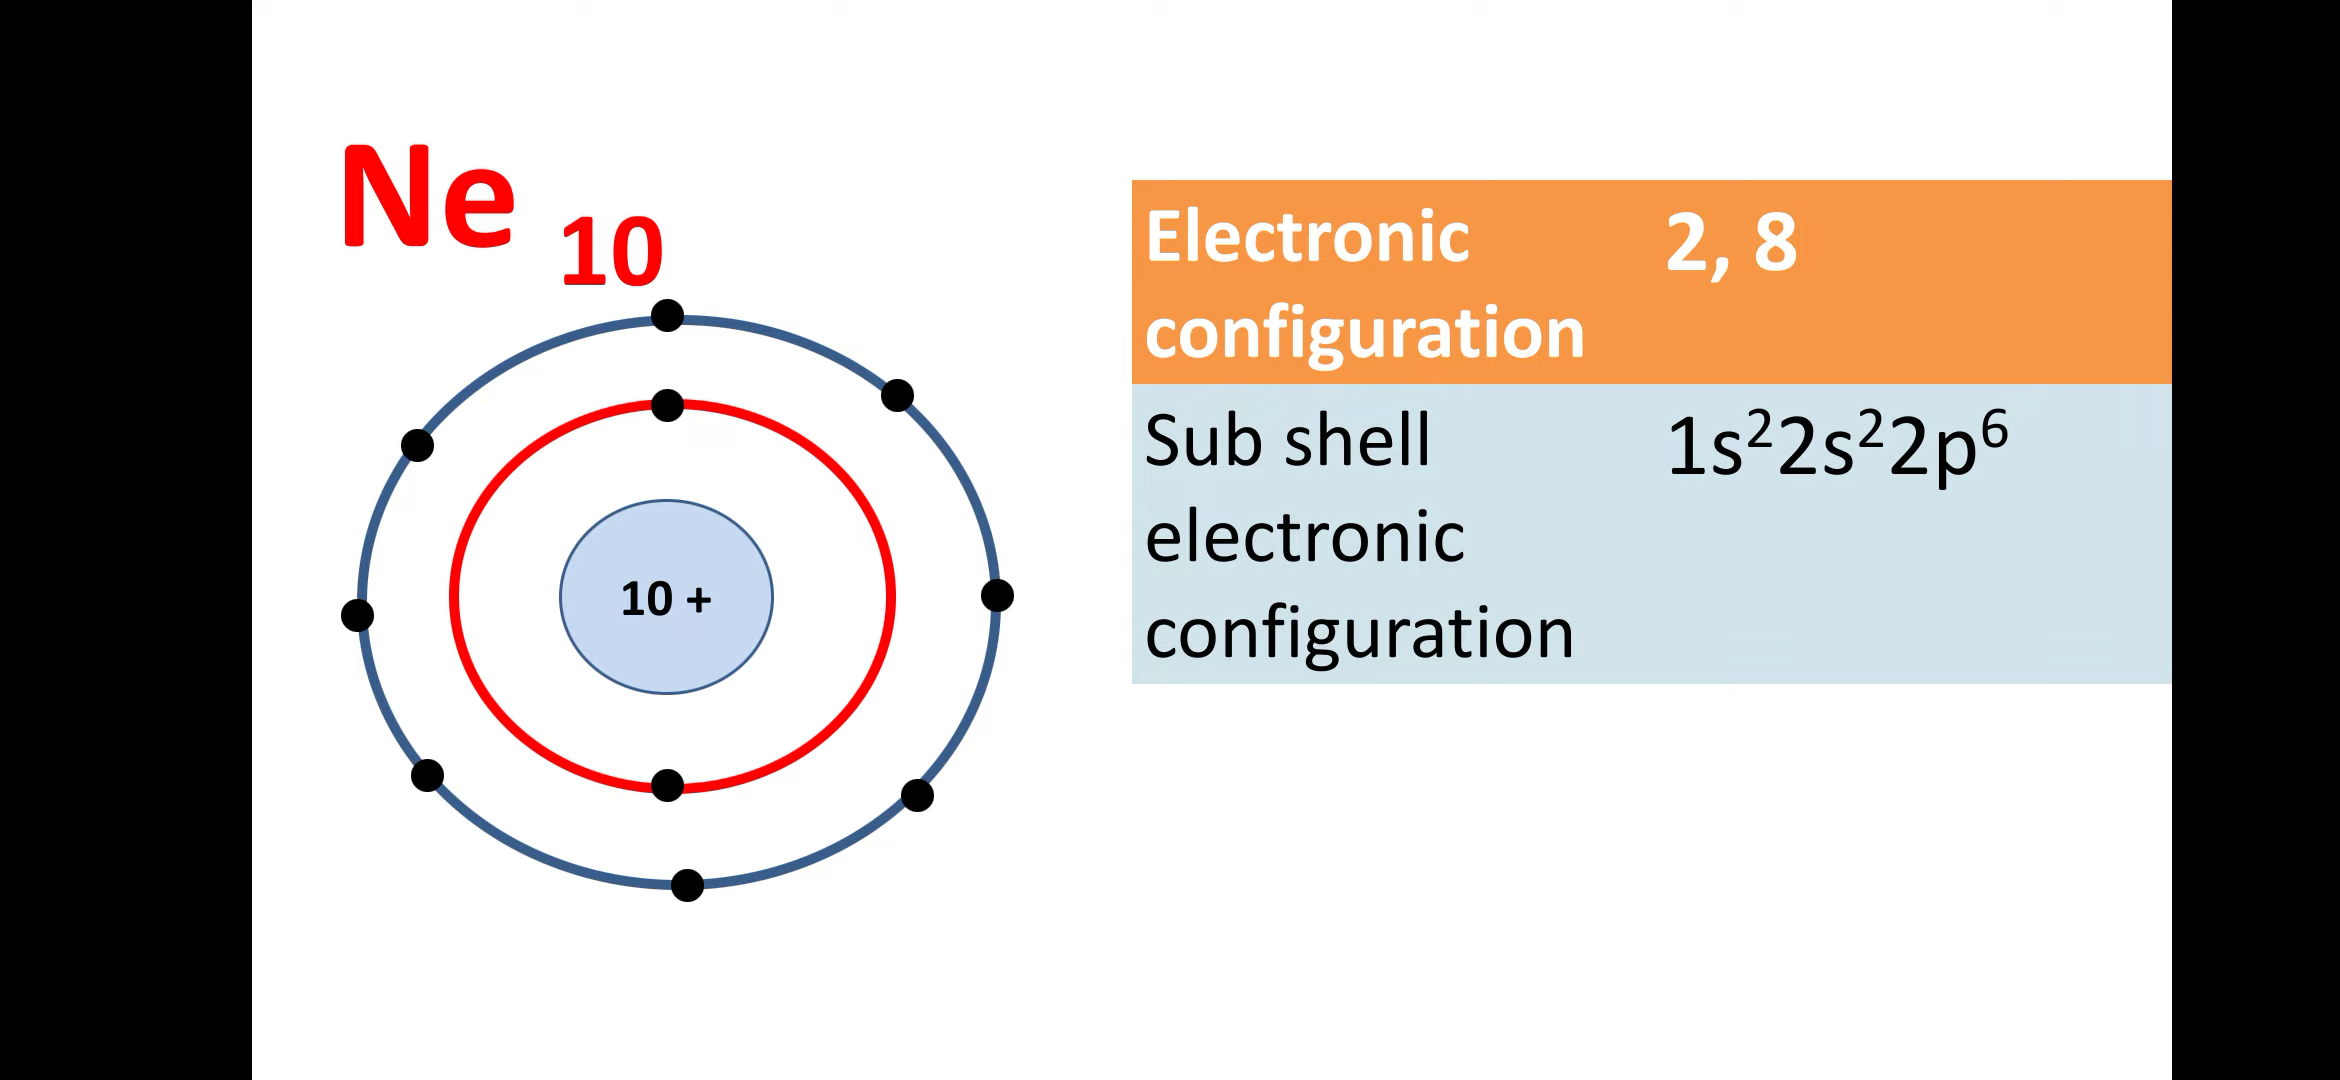 Ne 10
10 +
Electronic 2, 8
configuration
Sub shell 1s²2s²2p⁶
electronic
configuration